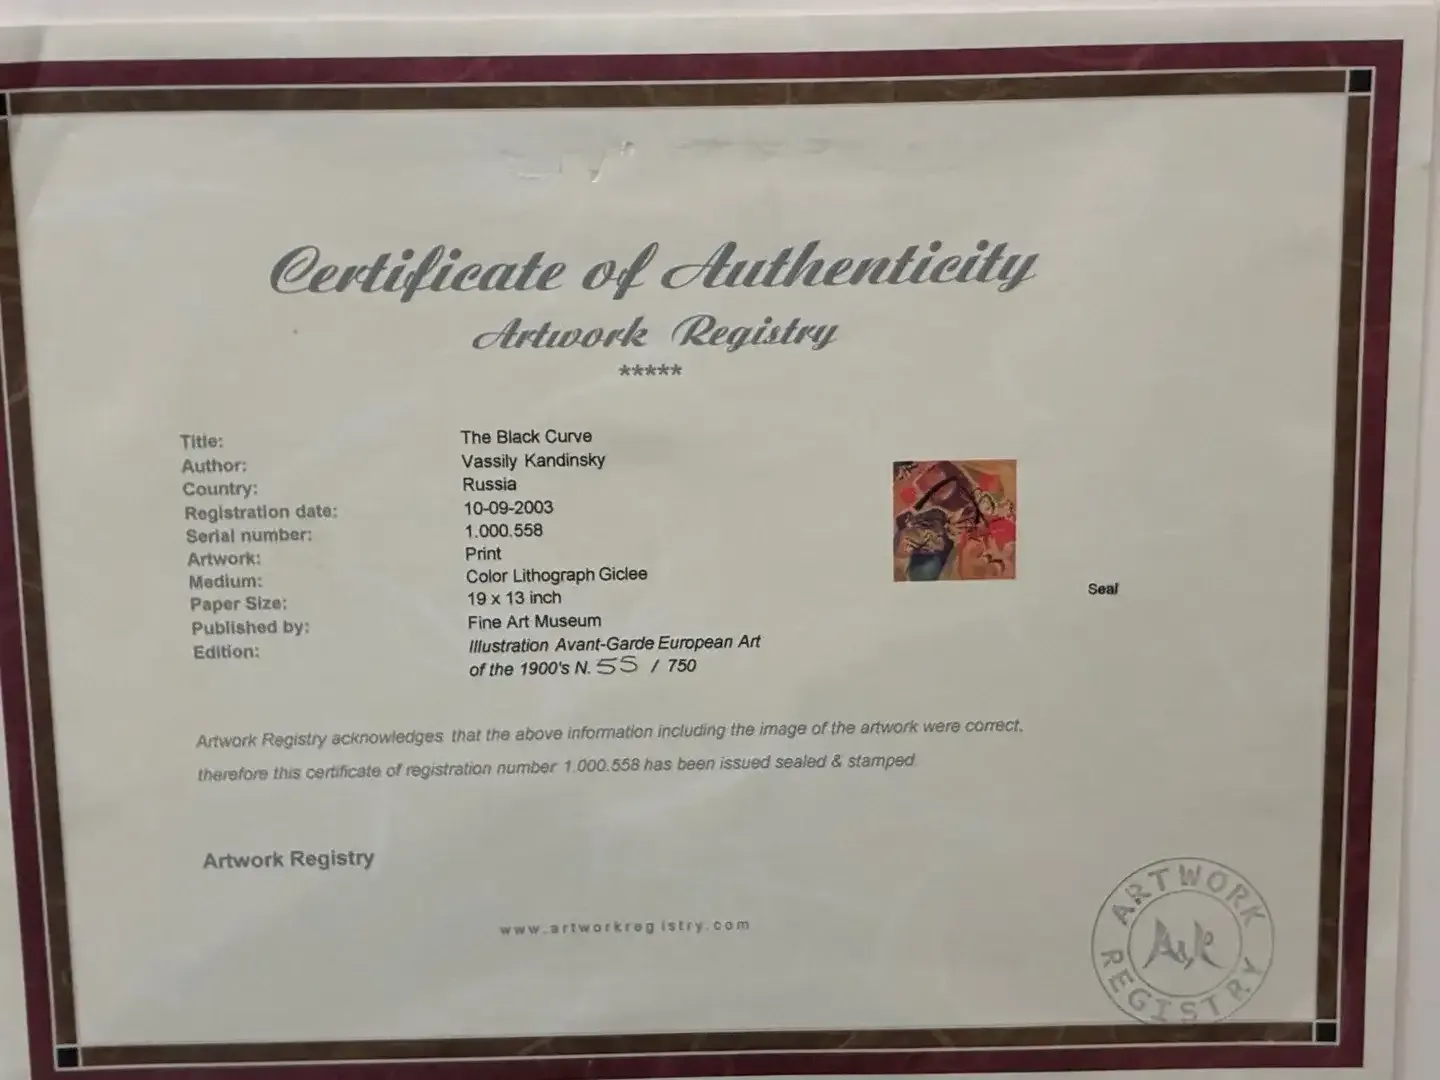 Certificate of Authenticity
Artwork Registry
*****
Title: The Black Curve
Author: Vassily Kandinsky
Country: Russia
Registration date: 10-09-2003
Serial number: 1.000.558
Artwork: Print
Medium: Color Lithograph Giclee
Paper Size: 19 x 13 inch
Published by: Fine Art Museum
Edition: Illustration Avant-Garde European Art
of the 1900's N. 55 / 750
Seal
Artwork Registry acknowledges that the above information including the image of the artwork were correct,
therefore this certificate of registration number 1.000.558 has been issued sealed & stamped.
Artwork Registry
www.artworkregistry.com
ARTWORK
REGISTRY